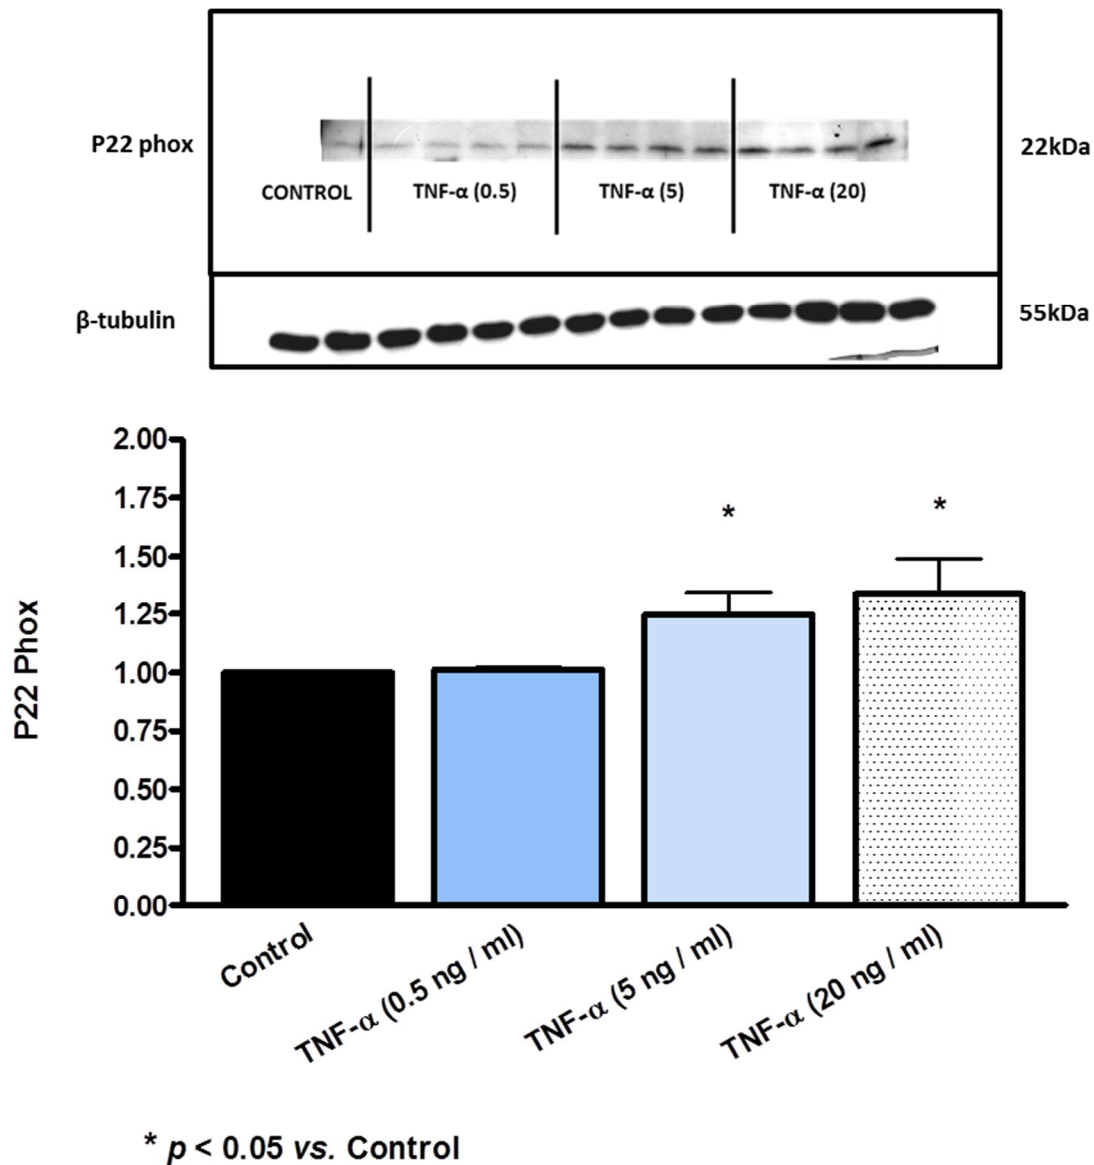 P22 phox
22kDa
CONTROL
TNF-α (0.5)
TNF-α (5)
TNF-α (20)
β-tubulin
55kDa
2.00
1.75
1.50
1.25
1.00
0.75
0.50
0.25
0.00
P22 Phox
*
*
Control
TNF-α (0.5 ng / ml)
TNF-α (5 ng / ml)
TNF-α (20 ng / ml)
* p < 0.05 vs. Control